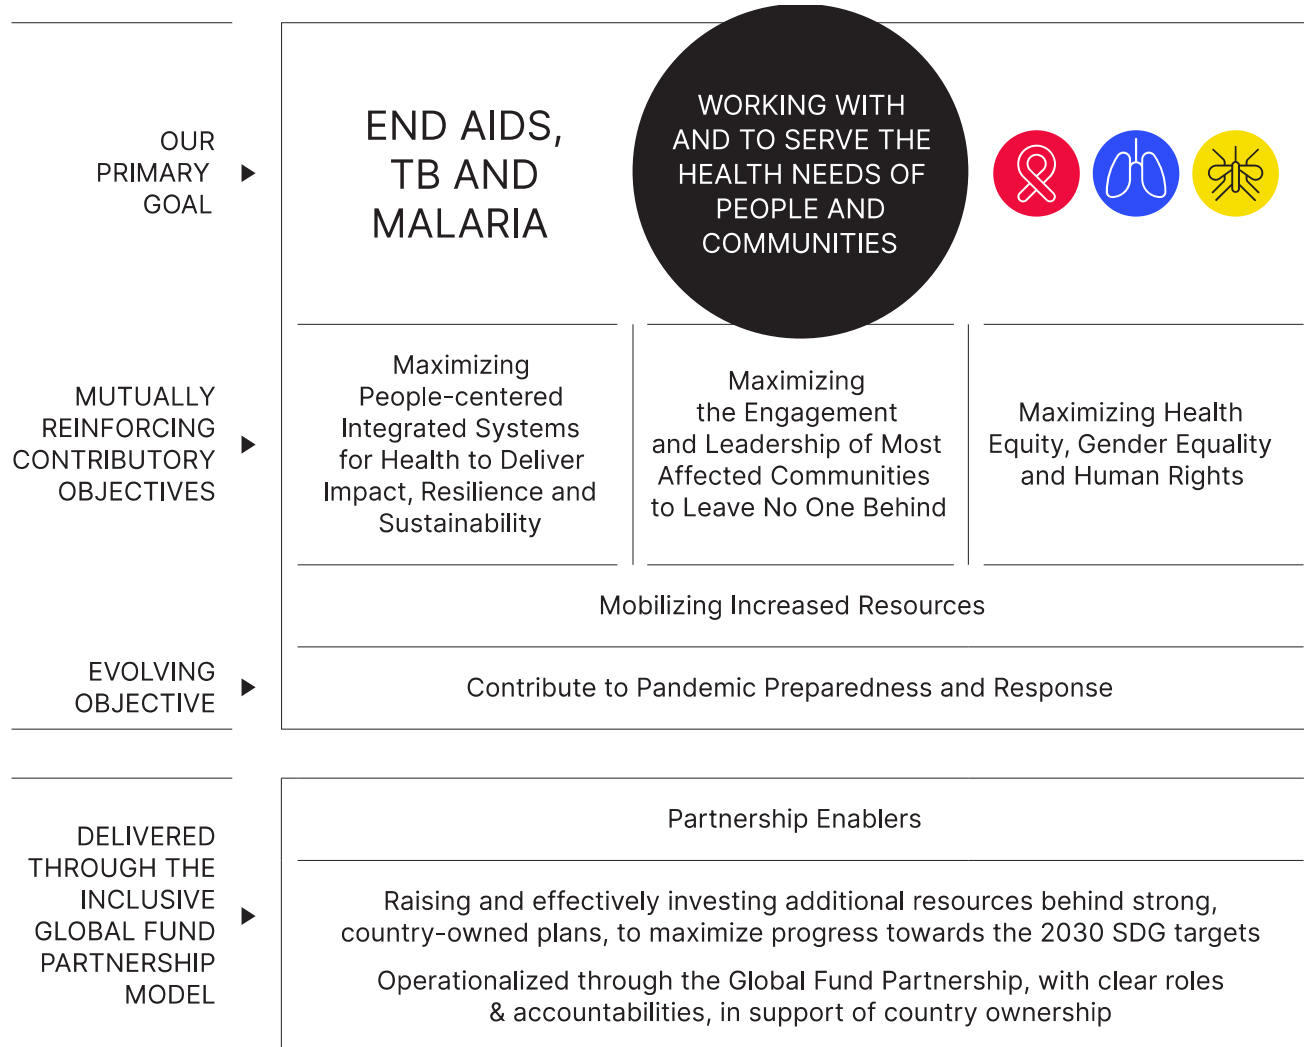 OUR
PRIMARY
GOAL
END AIDS,
TB AND
MALARIA
WORKING WITH
AND TO SERVE THE
HEALTH NEEDS OF
PEOPLE AND
COMMUNITIES
MUTUALLY
REINFORCING
CONTRIBUTORY
OBJECTIVES
Maximizing
People-centered
Integrated Systems
for Health to Deliver
Impact, Resilience and
Sustainability
Maximizing
the Engagement
and Leadership of Most
Affected Communities
to Leave No One Behind
Maximizing Health
Equity, Gender Equality
and Human Rights
Mobilizing Increased Resources
EVOLVING
OBJECTIVE
Contribute to Pandemic Preparedness and Response
DELIVERED
THROUGH THE
INCLUSIVE
GLOBAL FUND
PARTNERSHIP
MODEL
Partnership Enablers
Raising and effectively investing additional resources behind strong,
country-owned plans, to maximize progress towards the 2030 SDG targets
Operationalized through the Global Fund Partnership, with clear roles
& accountabilities, in support of country ownership